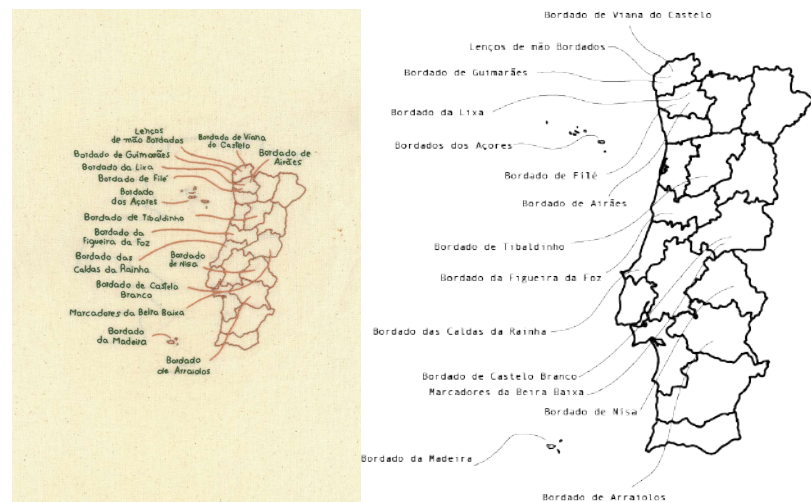 Lenços
de mão Bordados
Bordado de Viana
do Castelo
Bordado de Guimarães
Bordado de
Airães
Bordado da Lixa
Bordado de Filé
Bordado
dos Açores
Bordado de Tibaldinho
Bordado da
Figueira da Foz
Bordado das
Caldas da Rainha
Bordado
de Nisa
Bordado de Castelo
Branco
Marcadores da Beira Baixa
Bordado
da Madeira
Bordado
de Arraiolos
Bordado de Viana do Castelo
Lenços de mão Bordados
Bordado de Guimarães
Bordado da Lixa
Bordados dos Açores
Bordado de Filé
Bordado de Airães
Bordado de Tibaldinho
Bordado da Figueira da Foz
Bordado das Caldas da Rainha
Bordado de Castelo Branco
Marcadores da Beira Baixa
Bordado de Nisa
Bordado da Madeira
Bordado de Arraiolos